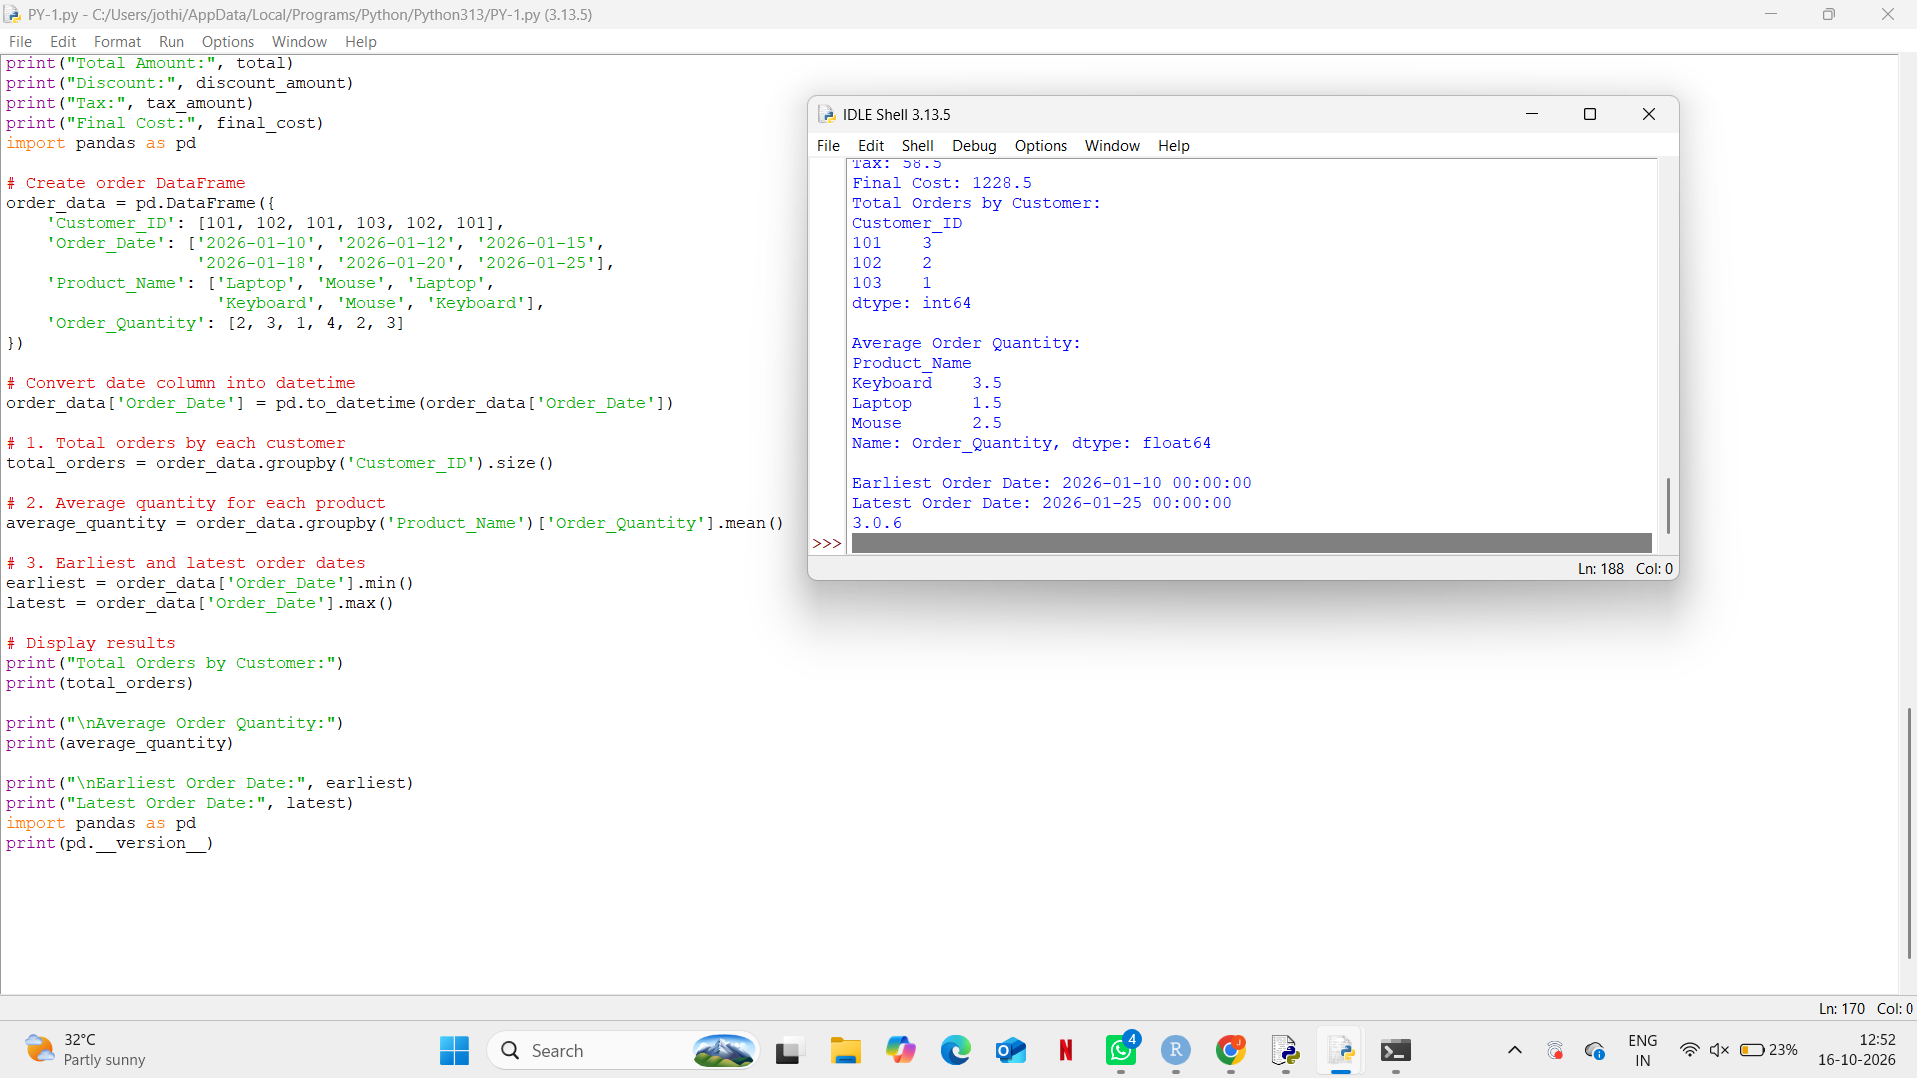 PY-1.py - C:/Users/jothi/AppData/Local/Programs/Python/Python313/PY-1.py (3.13.5)
File Edit Format Run Options Window Help
print("Total Amount:", total)
print("Discount:", discount_amount)
print("Tax:", tax_amount)
print("Final Cost:", final_cost)
import pandas as pd
# Create order DataFrame
order_data = pd.DataFrame({
    'Customer_ID': [101, 102, 101, 103, 102, 101],
    'Order_Date': ['2026-01-10', '2026-01-12', '2026-01-15',
                   '2026-01-18', '2026-01-20', '2026-01-25'],
    'Product_Name': ['Laptop', 'Mouse', 'Laptop',
                     'Keyboard', 'Mouse', 'Keyboard'],
    'Order_Quantity': [2, 3, 1, 4, 2, 3]
})
# Convert date column into datetime
order_data['Order_Date'] = pd.to_datetime(order_data['Order_Date'])
# 1. Total orders by each customer
total_orders = order_data.groupby('Customer_ID').size()
# 2. Average quantity for each product
average_quantity = order_data.groupby('Product_Name')['Order_Quantity'].mean()
# 3. Earliest and latest order dates
earliest = order_data['Order_Date'].min()
latest = order_data['Order_Date'].max()
# Display results
print("Total Orders by Customer:")
print(total_orders)
print("\nAverage Order Quantity:")
print(average_quantity)
print("\nEarliest Order Date:", earliest)
print("Latest Order Date:", latest)
import pandas as pd
print(pd.__version__)
IDLE Shell 3.13.5
File Edit Shell Debug Options Window Help
Tax: 58.5
Final Cost: 1228.5
Total Orders by Customer:
Customer_ID
101    3
102    2
103    1
dtype: int64
Average Order Quantity:
Product_Name
Keyboard    3.5
Laptop      1.5
Mouse       2.5
Name: Order_Quantity, dtype: float64
Earliest Order Date: 2026-01-10 00:00:00
Latest Order Date: 2026-01-25 00:00:00
3.0.6
>>>
Ln: 188 Col: 0
Ln: 170 Col: 0
32°C
Partly sunny
Search
N
4
R
J
ENG
IN
23%
12:52
16-10-2026